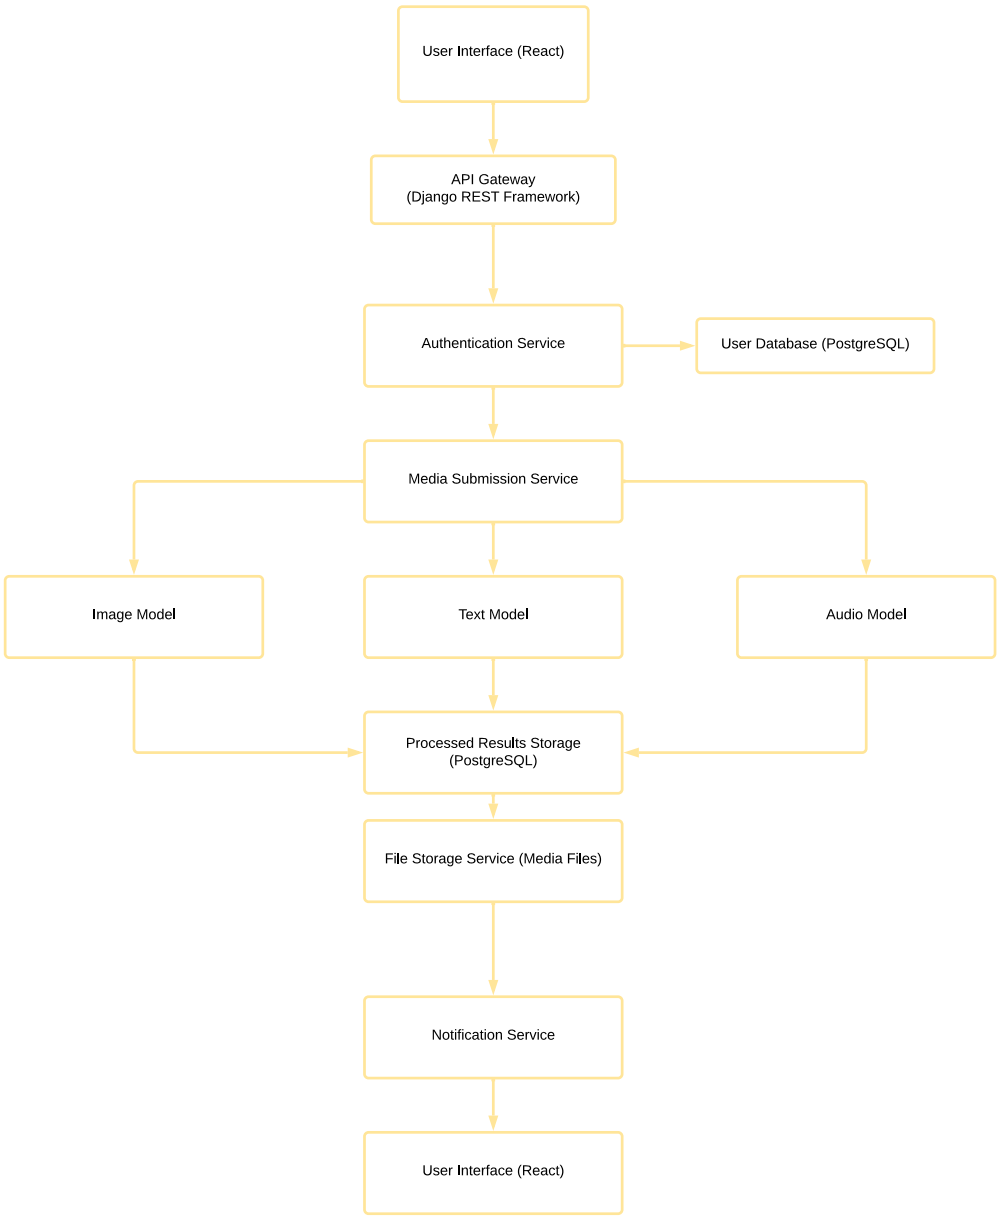 User Interface (React)
API Gateway
(Django REST Framework)
Authentication Service
User Database (PostgreSQL)
Media Submission Service
Image Model
Text Model
Audio Model
Processed Results Storage
(PostgreSQL)
File Storage Service (Media Files)
Notification Service
User Interface (React)